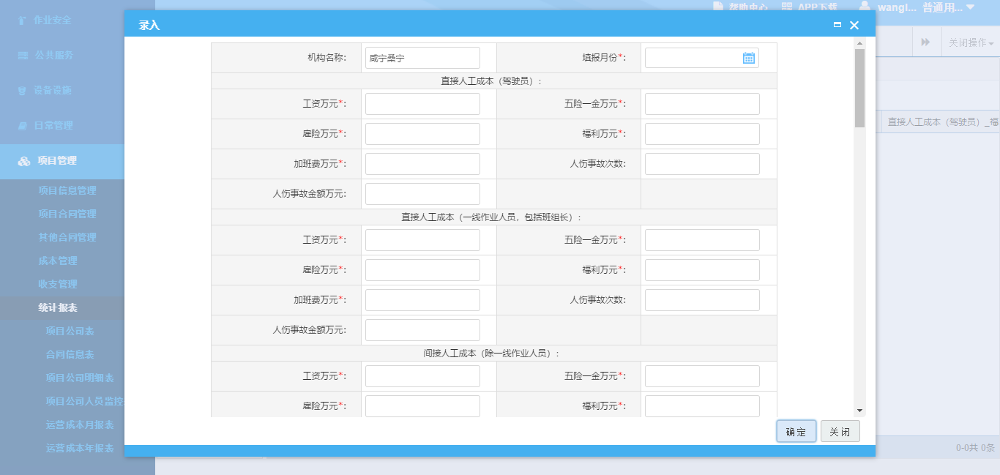 帮助中心 APP下载 wangl... 普通用...
作业安全
公共服务
设备设施
日常管理
项目管理
项目信息管理
项目合同管理
其他合同管理
成本管理
收支管理
统计报表
项目公司表
合同信息表
项目公司明细表
项目公司人员监控
运营成本月报表
运营成本年报表
录入
机构名称: 咸宁桑宁 填报月份*:
直接人工成本（驾驶员）:
工资万元*: 五险一金万元*:
雇险万元*: 福利万元*:
加班费万元*: 人伤事故次数:
人伤事故金额万元:
直接人工成本（一线作业人员，包括班组长）:
工资万元*: 五险一金万元*:
雇险万元*: 福利万元*:
加班费万元*: 人伤事故次数:
人伤事故金额万元:
间接人工成本（除一线作业人员）:
工资万元*: 五险一金万元*:
雇险万元*: 福利万元*:
确定 关闭
关闭操作
直接人工成本（驾驶员）_福
0-0共 0条